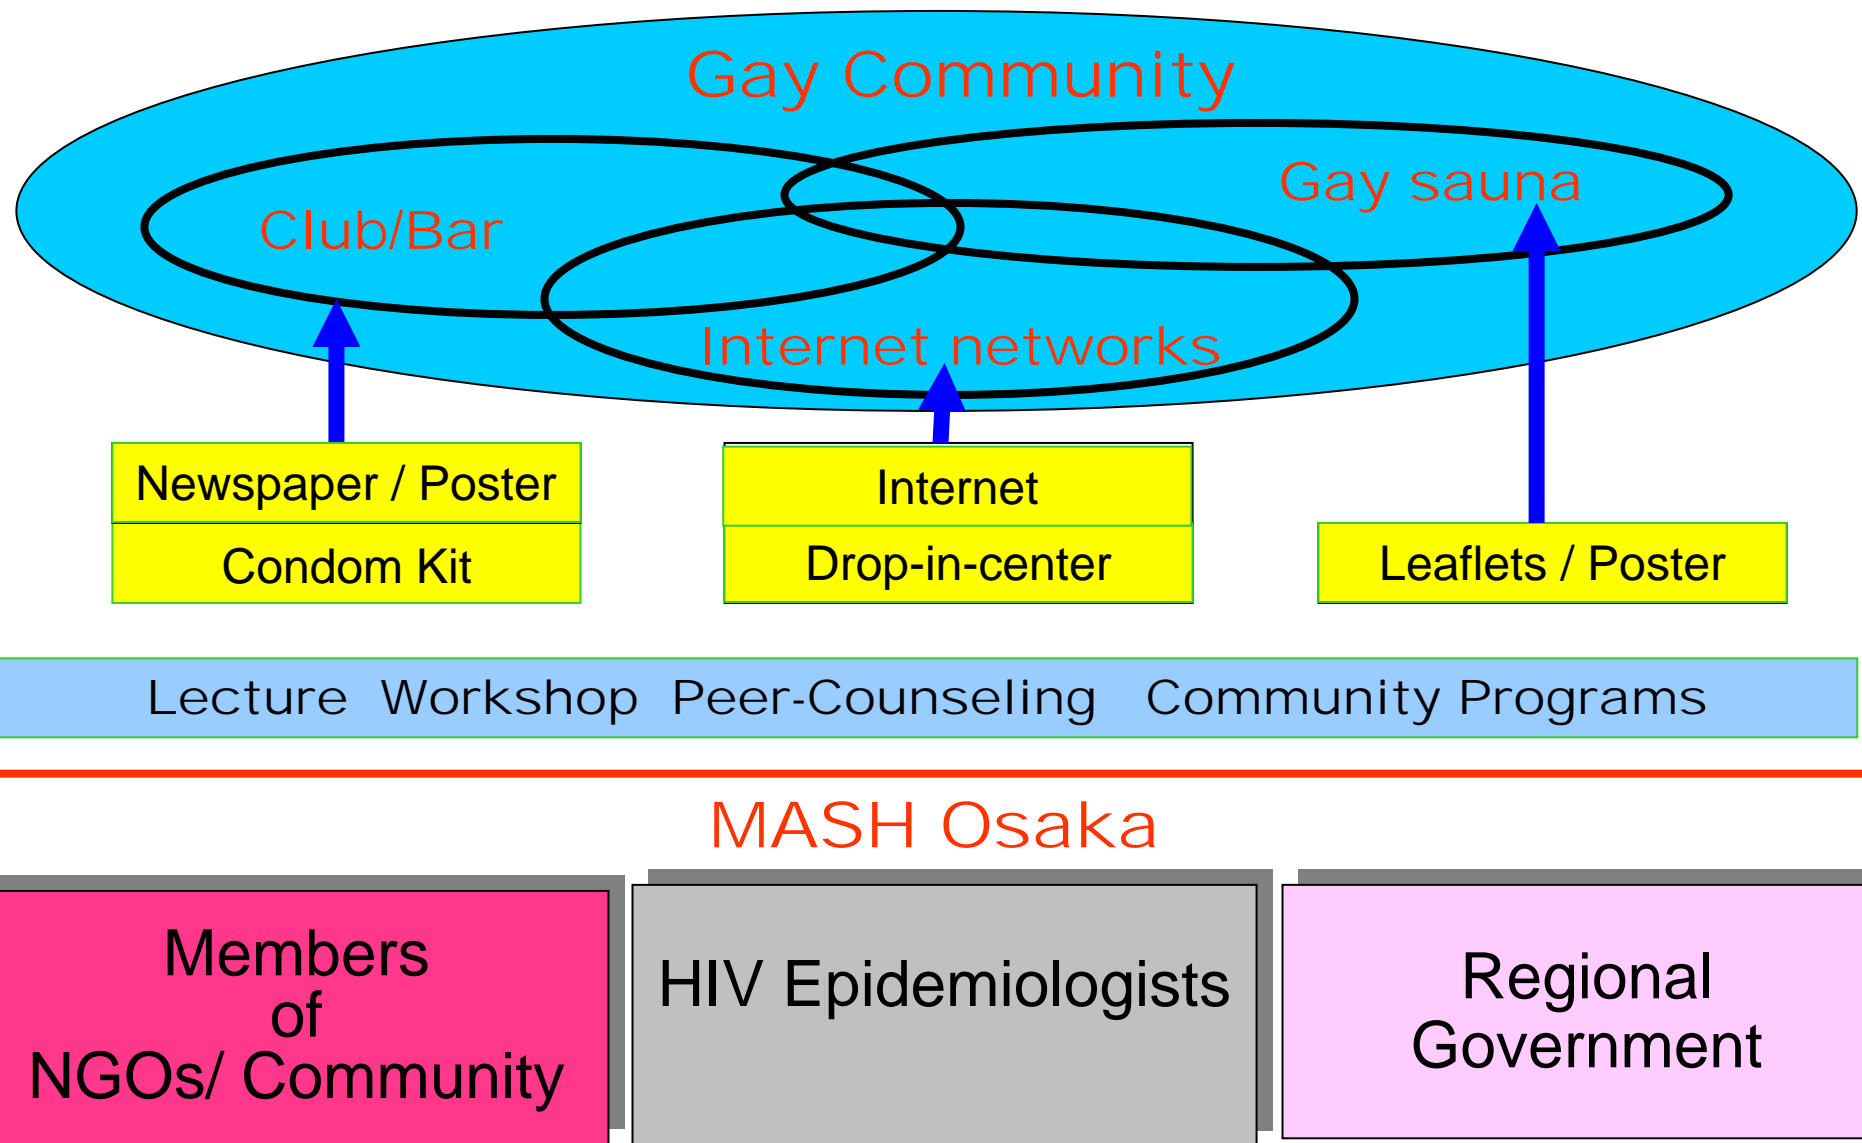 Gay Community
Gay sauna
Club/Bar
Internet networks
Newspaper / Poster
Condom Kit
Internet
Drop-in-center
Leaflets / Poster
Lecture Workshop Peer-Counseling Community Programs
MASH Osaka
Members
of
NGOs/ Community
HIV Epidemiologists
Regional
Government